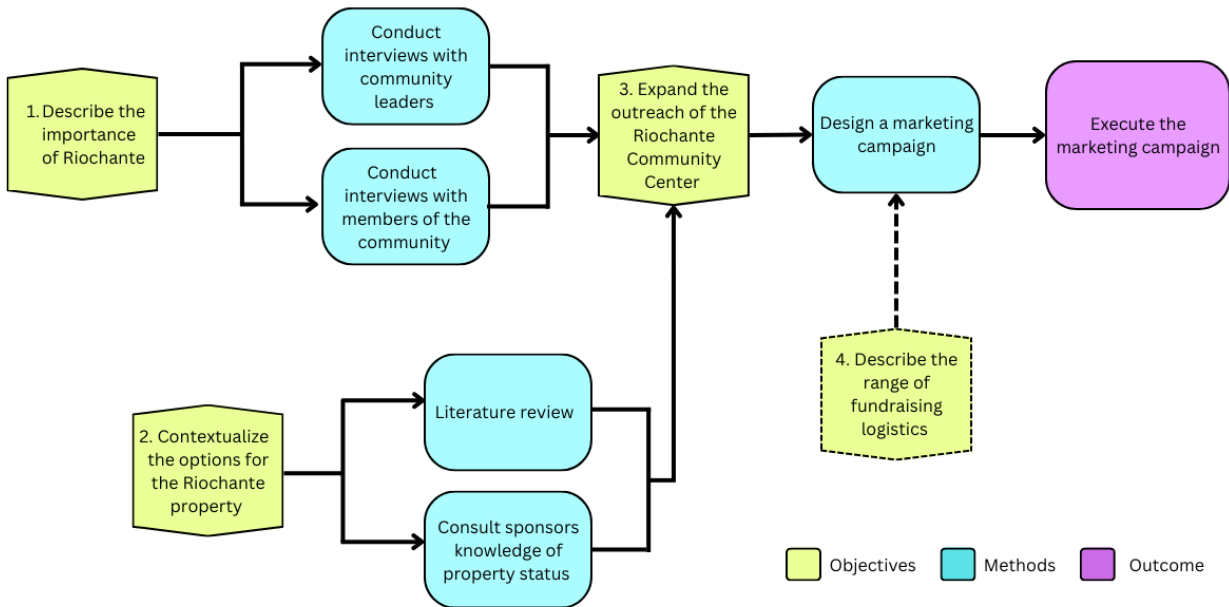 1. Describe the
importance
of Riochante
Conduct
interviews with
community
leaders
Conduct
interviews with
members of the
community
3. Expand the
outreach of the
Riochante
Community
Center
Design a marketing
campaign
Execute the
marketing campaign
2. Contextualize
the options for
the Riochante
property
Literature review
Consult sponsors
knowledge of
property status
4. Describe the
range of
fundraising
logistics
Objectives
Methods
Outcome